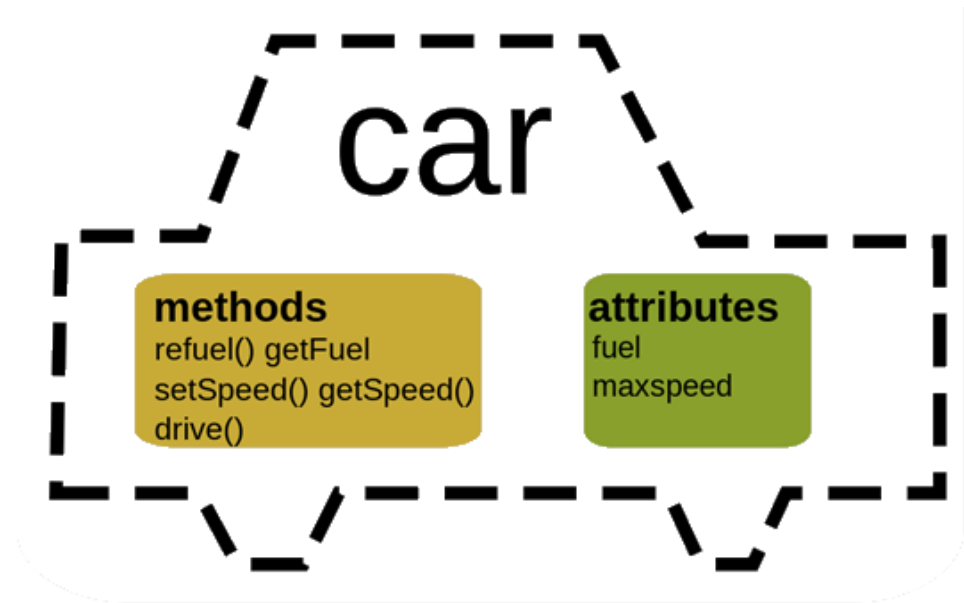 car
methods
refuel() getFuel
setSpeed() getSpeed()
drive()
attributes
fuel
maxspeed